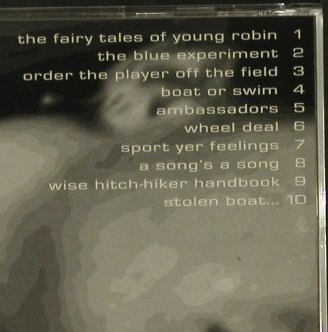 the fairy tales of young robin 1
the blue experiment 2
order the player off the field 3
boat or swim 4
ambassadors 5
wheel deal 6
sport yer feelings 7
a song's a song 8
wise hitch-hiker handbook 9
stolen boat... 10